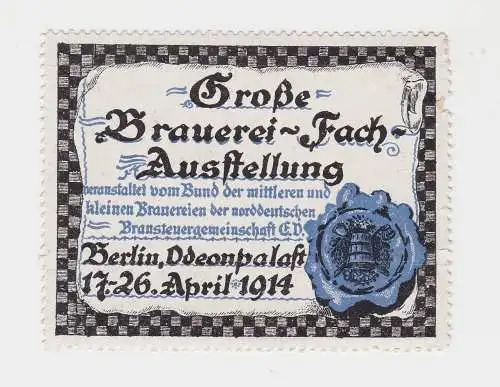 Große
Brauerei-Fach-
Ausstellung
veranstaltet vom Bund der mittleren und
kleinen Brauereien der norddeutschen
Bransteuergemeinschaft E.V.
Berlin, Odeonpalast
17.-26. April 1914